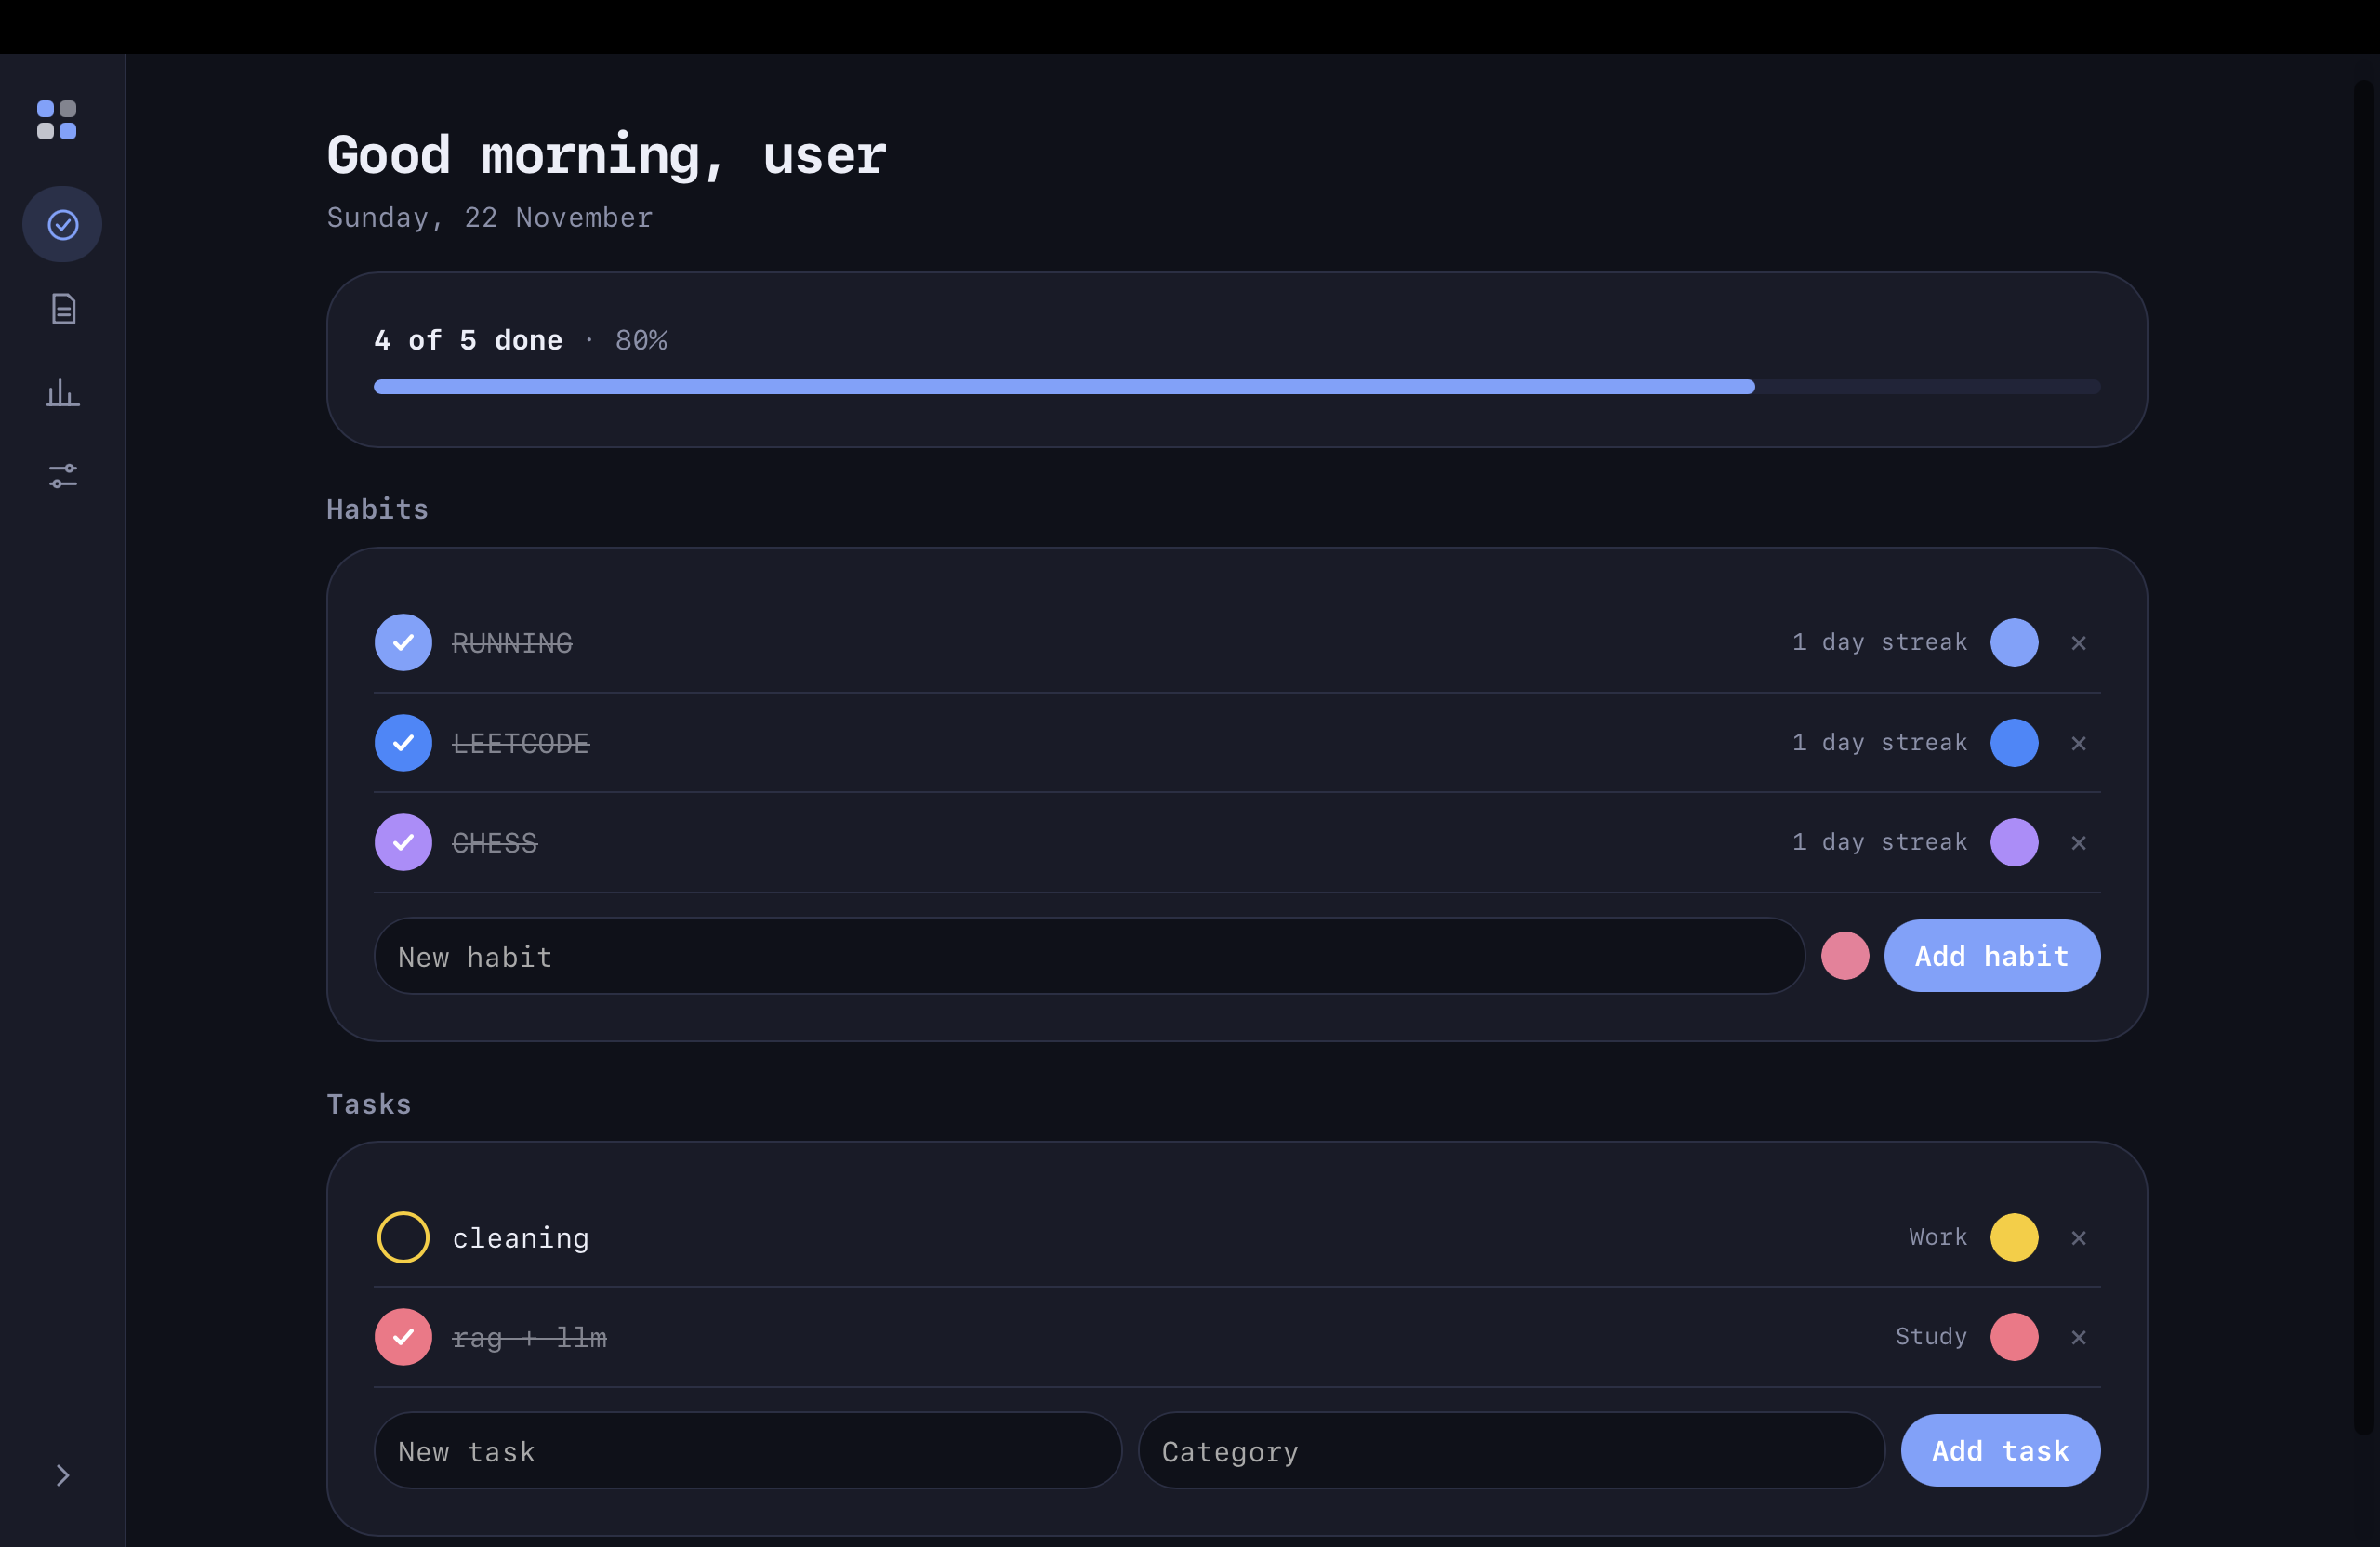 Good morning, user
Sunday, 22 November
4 of 5 done · 80%
Habits
RUNNING 1 day streak ×
LEETCODE 1 day streak ×
CHESS 1 day streak ×
New habit Add habit
Tasks
cleaning Work ×
rag + llm Study ×
New task Category Add task